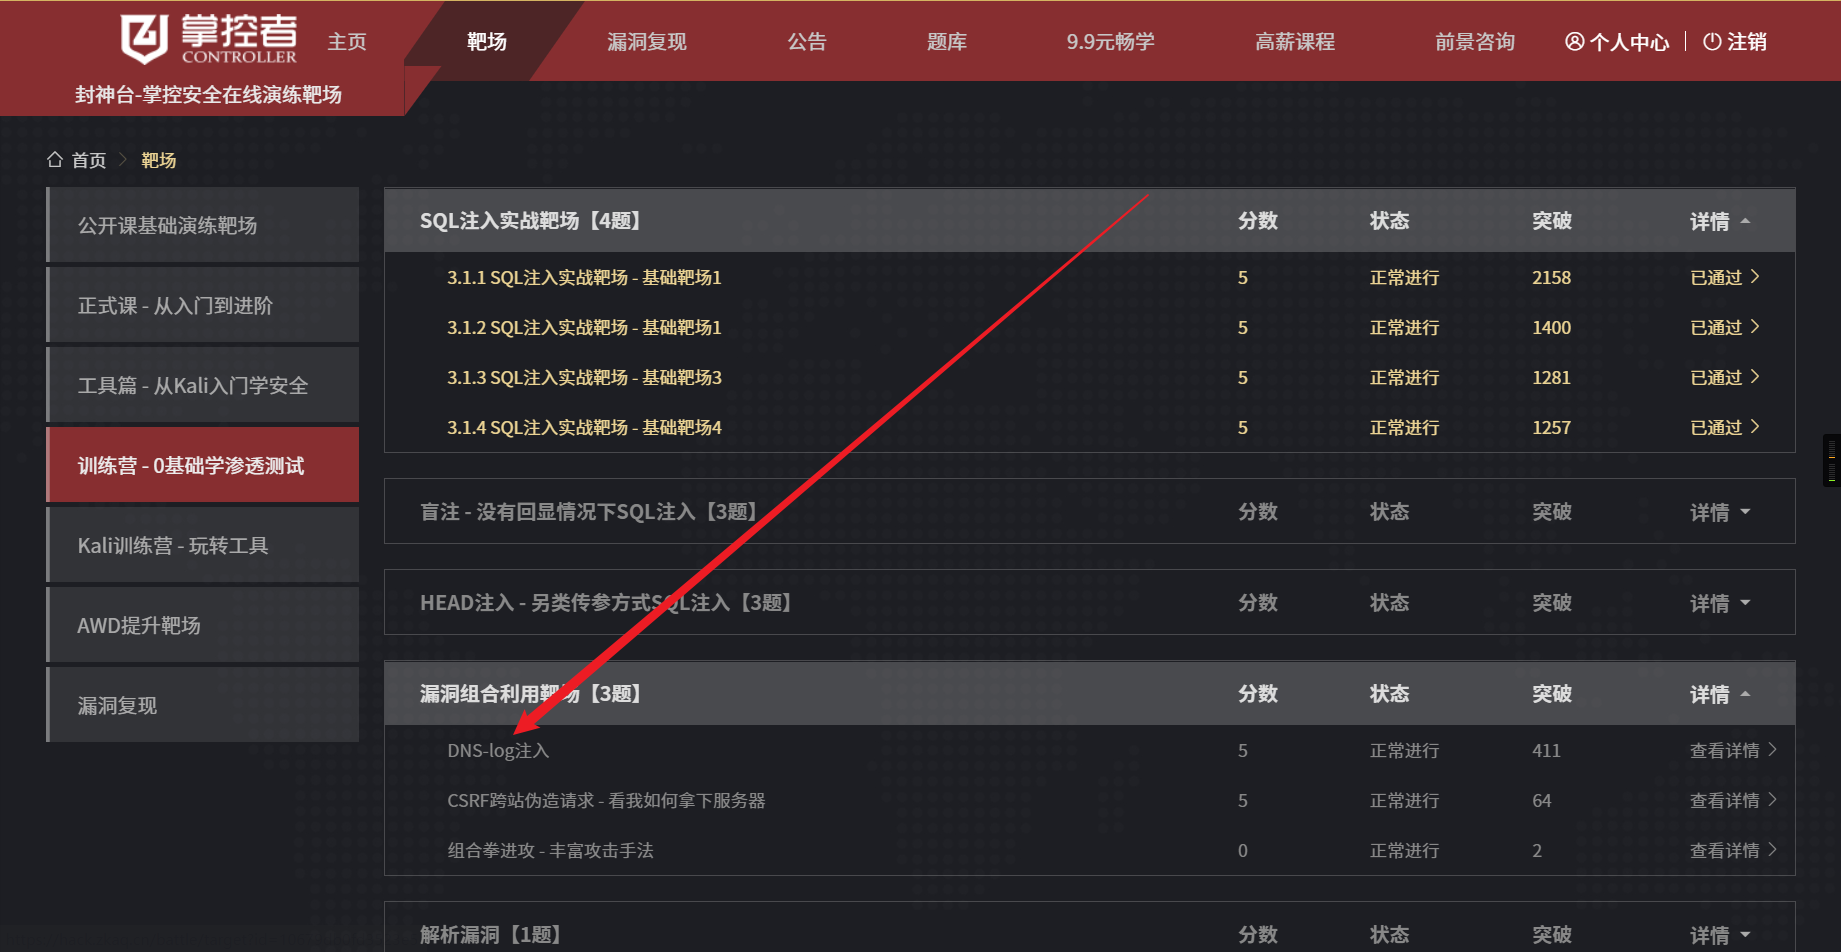 掌控者
CONTROLLER
主页
靶场
漏洞复现
公告
题库
9.9元畅学
高薪课程
前景咨询
个人中心
注销
封神台-掌控安全在线演练靶场
首页 靶场
公开课基础演练靶场
正式课 - 从入门到进阶
工具篇 - 从Kali入门学安全
训练营 - 0基础学渗透测试
Kali训练营 - 玩转工具
AWD提升靶场
漏洞复现
SQL注入实战靶场【4题】 分数 状态 突破 详情
3.1.1 SQL注入实战靶场 - 基础靶场1 5 正常进行 2158 已通过
3.1.2 SQL注入实战靶场 - 基础靶场1 5 正常进行 1400 已通过
3.1.3 SQL注入实战靶场 - 基础靶场3 5 正常进行 1281 已通过
3.1.4 SQL注入实战靶场 - 基础靶场4 5 正常进行 1257 已通过
盲注 - 没有回显情况下SQL注入【3题】 分数 状态 突破 详情
HEAD注入 - 另类传参方式SQL注入【3题】 分数 状态 突破 详情
漏洞组合利用靶场【3题】 分数 状态 突破 详情
DNS-log注入 5 正常进行 411 查看详情
CSRF跨站伪造请求 - 看我如何拿下服务器 5 正常进行 64 查看详情
组合拳进攻 - 丰富攻击手法 0 正常进行 2 查看详情
解析漏洞【1题】 分数 状态 突破 详情